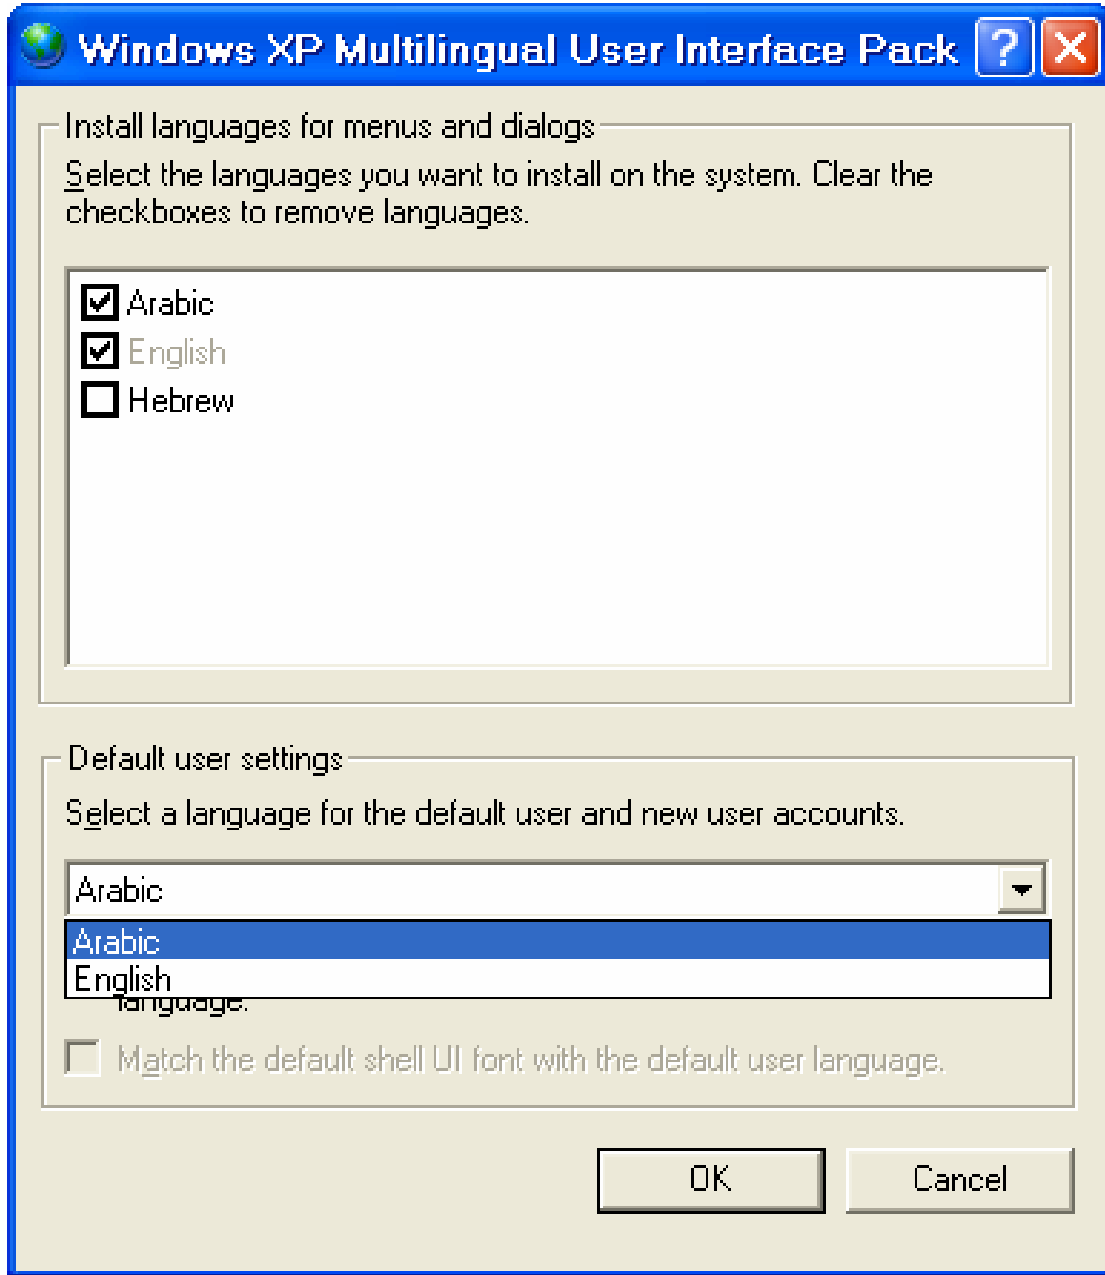 Windows XP Multilingual User Interface Pack
Install languages for menus and dialogs
Select the languages you want to install on the system. Clear the
checkboxes to remove languages.
Arabic
English
Hebrew
Default user settings
Select a language for the default user and new user accounts.
Arabic
Arabic
English
language.
Match the default shell UI font with the default user language.
OK
Cancel